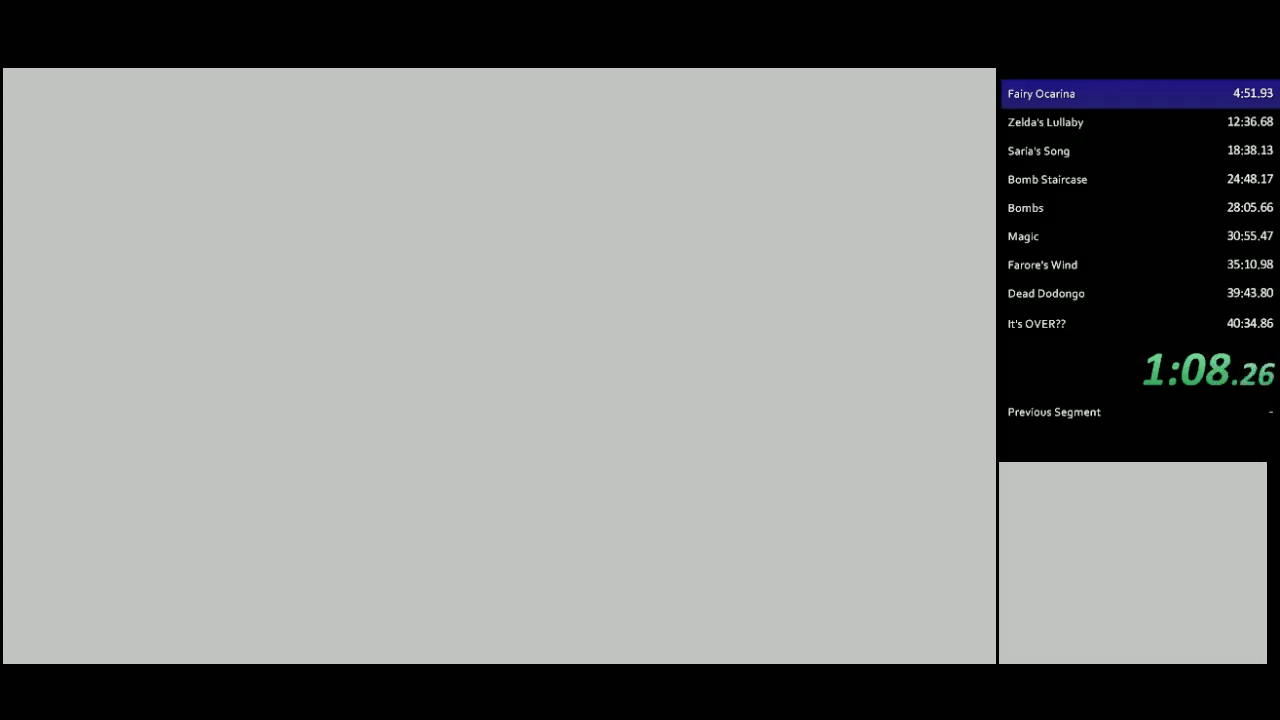 Fairy Ocarina 4:51.93
Zelda's Lullaby 12:36.68
Saria's Song 18:38.13
Bomb Staircase 24:48.17
Bombs 28:05.66
Magic 30:55.47
Farore's Wind 35:10.98
Dead Dodongo 39:43.80
It's OVER?? 40:34.86
1:08.26
Previous Segment -